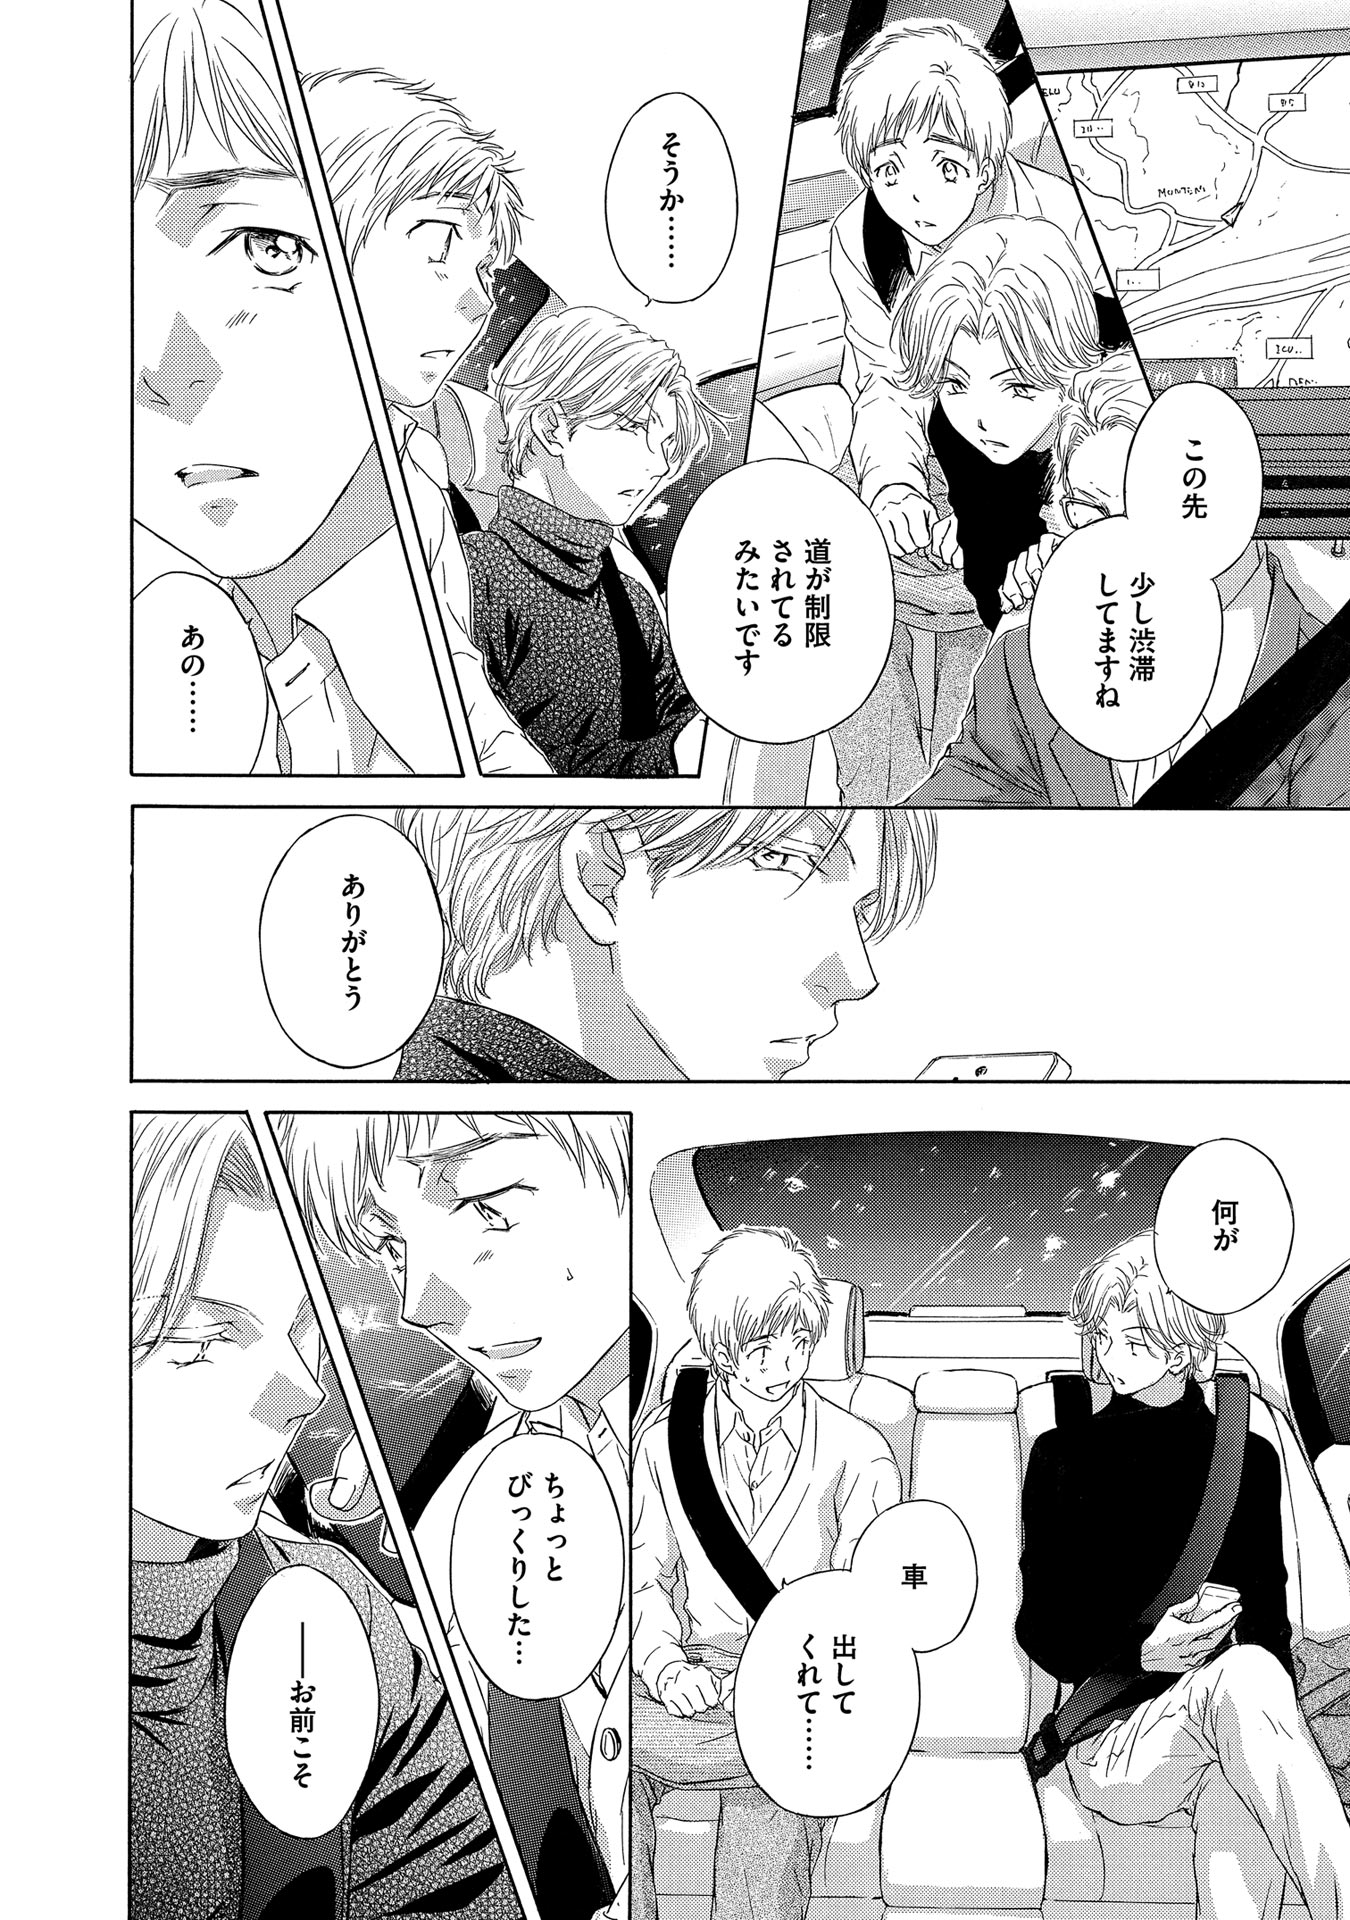 この先
少し渋滞
してますね
道が制限
されてる
みたいです
そうか……
あの……
ありがとう
何が
車
出して
くれて……
ちょっと
びっくりした…
――お前こそ